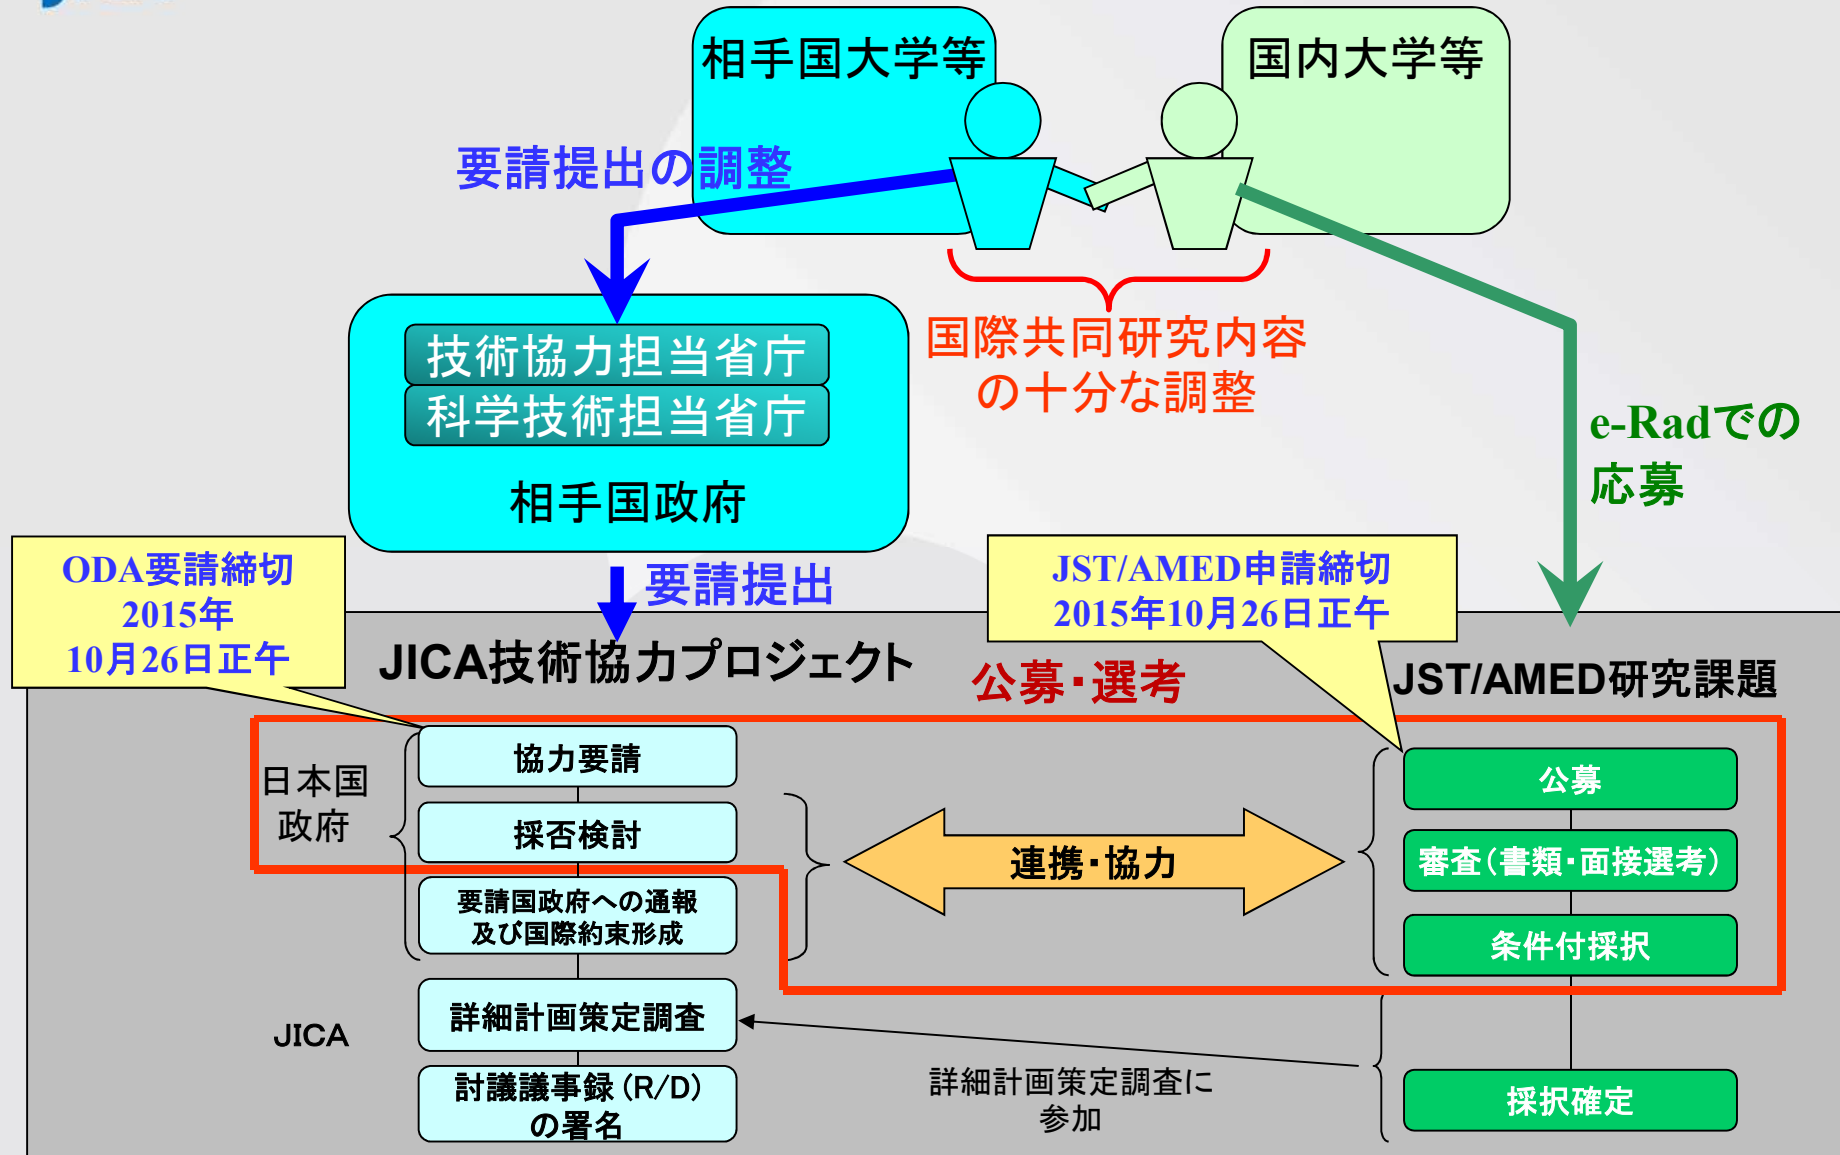 相手国大学等
国内大学等
要請提出の調整
技術協力担当省庁
科学技術担当省庁
相手国政府
国際共同研究内容
の十分な調整
e-Radでの
応募
ODA要請締切
2015年
10月26日正午
要請提出
JST/AMED申請締切
2015年10月26日正午
JICA技術協力プロジェクト
公募・選考
JST/AMED研究課題
日本国
政府
協力要請
採否検討
要請国政府への通報
及び国際約束形成
連携・協力
公募
審査（書類・面接選考）
条件付採択
JICA
詳細計画策定調査
討議議事録 (R/D)
の署名
詳細計画策定調査に
参加
採択確定